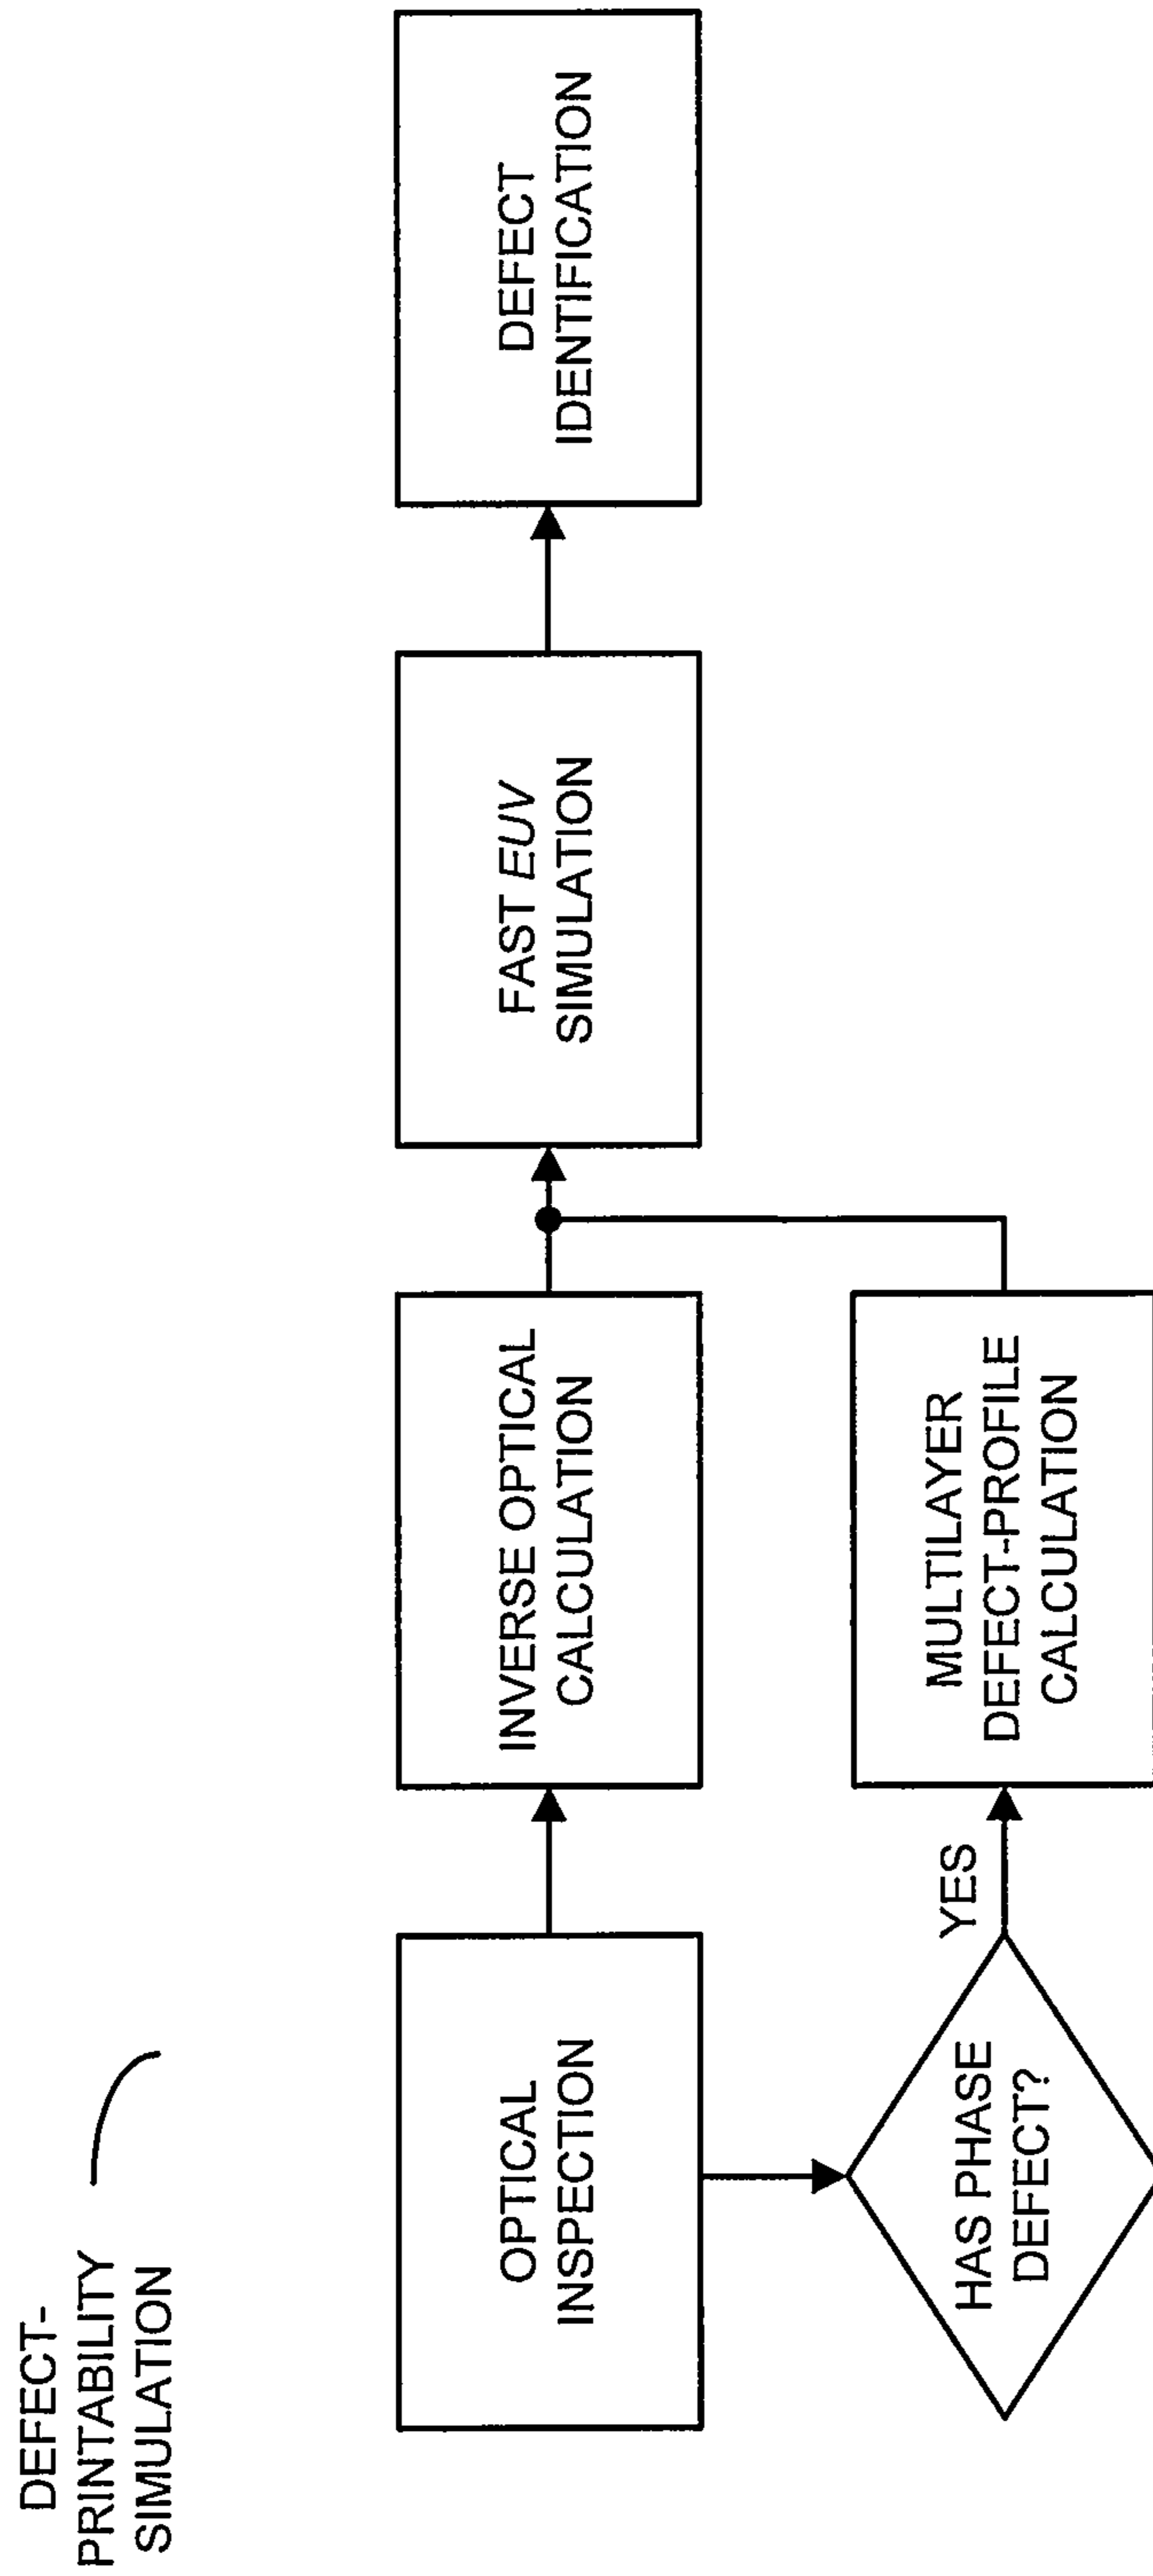 DEFECT-
PRINTABILITY
SIMULATION
OPTICAL
INSPECTION
INVERSE OPTICAL
CALCULATION
FAST EUV
SIMULATION
DEFECT
IDENTIFICATION
HAS PHASE
DEFECT?
YES
MULTILAYER
DEFECT-PROFILE
CALCULATION